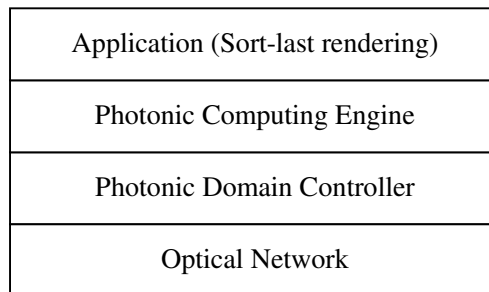 Application (Sort-last rendering)
Photonic Computing Engine
Photonic Domain Controller
Optical Network